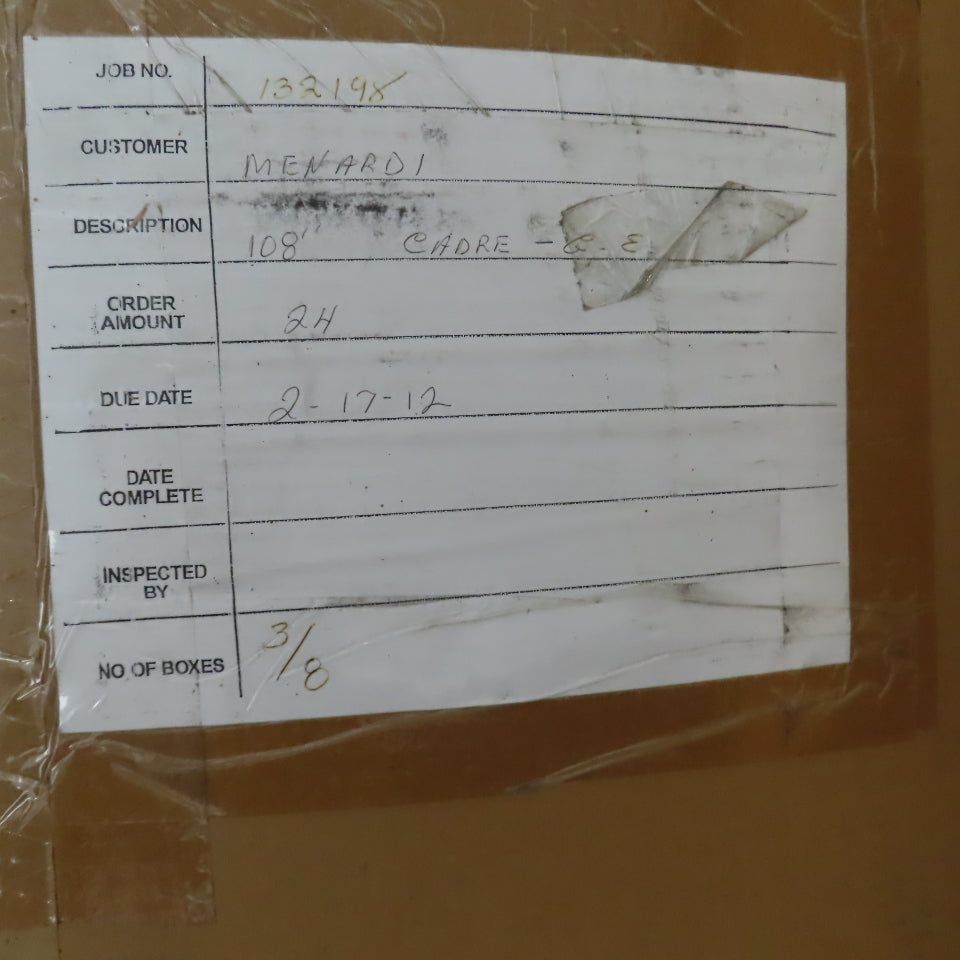 JOB NO. 132198
CUSTOMER MENARDI
DESCRIPTION 108" CADRE - G. E.
ORDER
AMOUNT 24
DUE DATE 2-17-12
DATE
COMPLETE
INSPECTED
BY
NO. OF BOXES 3/8